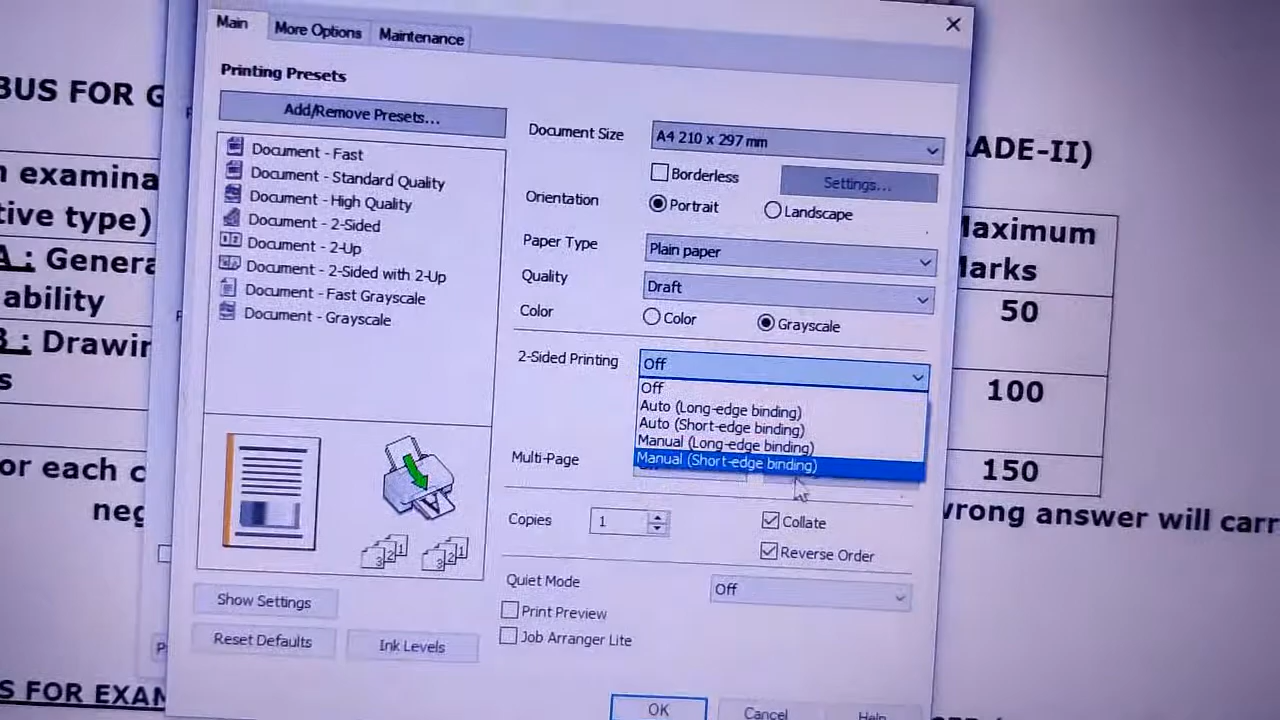 Main
More Options
Maintenance
Printing Presets
Add/Remove Presets...
Document - Fast
Document - Standard Quality
Document - High Quality
Document - 2-Sided
Document - 2-Up
Document - 2-Sided with 2-Up
Document - Fast Grayscale
Document - Grayscale
Show Settings
Reset Defaults
Ink Levels
Document Size
A4 210 x 297 mm
Borderless
Settings...
Orientation
Portrait
Landscape
Paper Type
Plain paper
Quality
Draft
Color
Color
Grayscale
2-Sided Printing
Off
Off
Auto (Long-edge binding)
Auto (Short-edge binding)
Manual (Long-edge binding)
Manual (Short-edge binding)
Multi-Page
Copies
1
Collate
Reverse Order
Quiet Mode
Off
Print Preview
Job Arranger Lite
OK
Cancel
Help
BUS FOR G
n examina
tive type)
A : Genera
ability
B : Drawin
s
or each c
neg
S FOR EXAM
RADE-II)
Maximum
Marks
50
100
150
wrong answer will carr